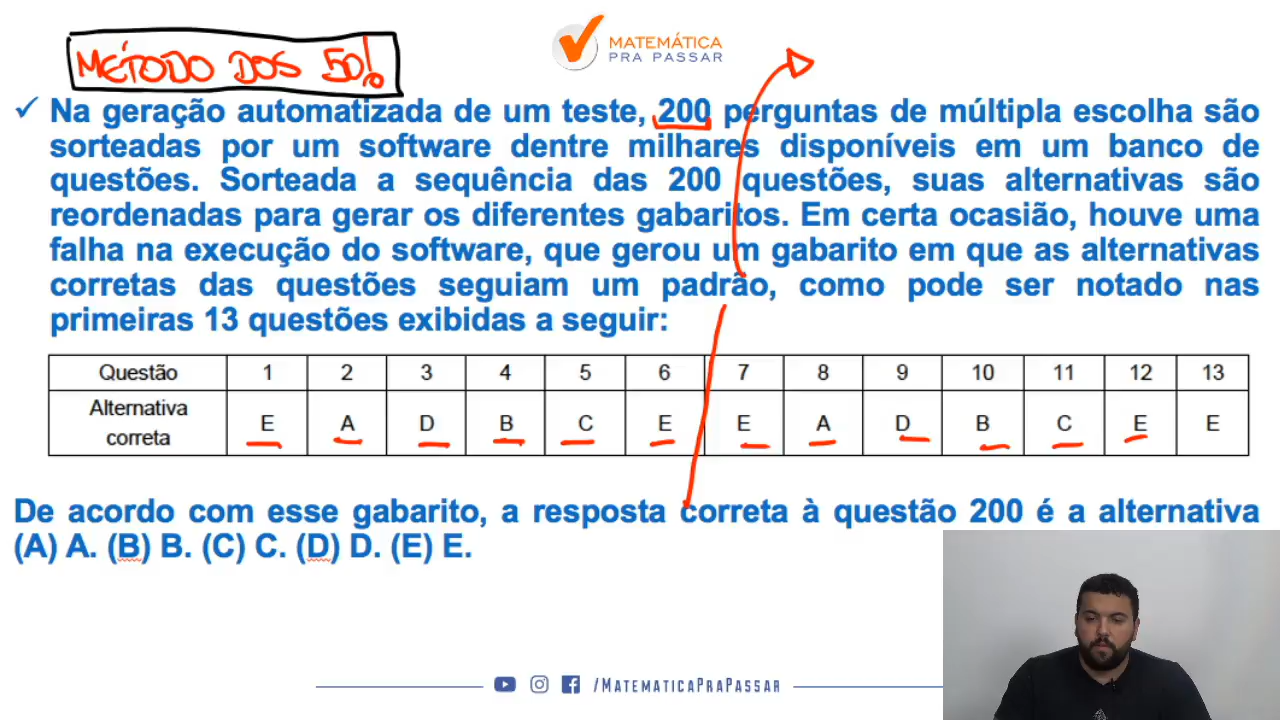 MÉTODO DOS 50!
MATEMÁTICA
PRA PASSAR
✓ Na geração automatizada de um teste, 200 perguntas de múltipla escolha são
sorteadas por um software dentre milhares disponíveis em um banco de
questões. Sorteada a sequência das 200 questões, suas alternativas são
reordenadas para gerar os diferentes gabaritos. Em certa ocasião, houve uma
falha na execução do software, que gerou um gabarito em que as alternativas
corretas das questões seguiam um padrão, como pode ser notado nas
primeiras 13 questões exibidas a seguir:
Questão 1 2 3 4 5 6 7 8 9 10 11 12 13
Alternativa
correta E A D B C E E A D B C E E
De acordo com esse gabarito, a resposta correta à questão 200 é a alternativa
(A) A. (B) B. (C) C. (D) D. (E) E.
/MATEMATICAPRAPASSAR